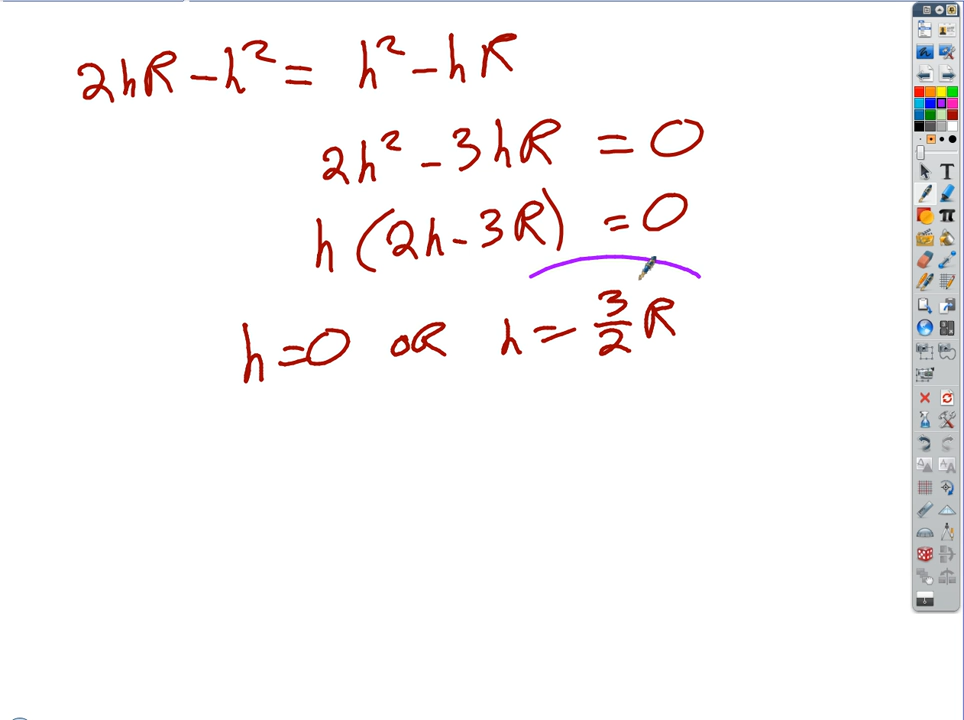 2hR - h² = h² - hR
2h² - 3hR = 0
h(2h - 3R) = 0
h = 0 OR h = 3/2 R